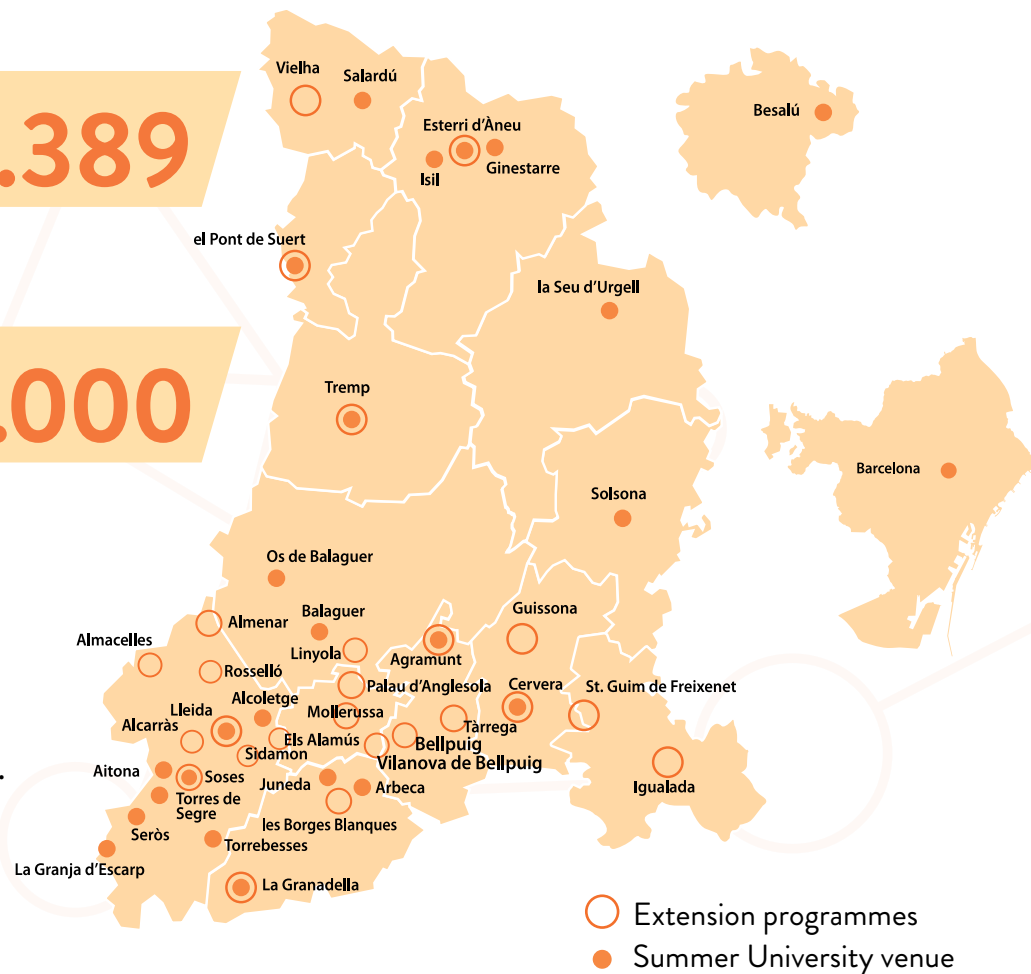 .389
.000
.
Vielha
Salardú
Esterri d'Àneu
Isil
Ginestarre
Besalú
el Pont de Suert
la Seu d'Urgell
Tremp
Barcelona
Solsona
Os de Balaguer
Almenar
Balaguer
Guissona
Almacelles
Linyola
Agramunt
Rosselló
Palau d'Anglesola
Cervera
St. Guim de Freixenet
Alcoletge
Lleida
Mollerussa
Alcarràs
Tàrrega
Els Alamús
Bellpuig
Sidamon
Vilanova de Bellpuig
Aitona
Soses
Juneda
Arbeca
Igualada
Torres de
Segre
les Borges Blanques
Seròs
Torrebesses
La Granja d'Escarp
La Granadella
Extension programmes
Summer University venue